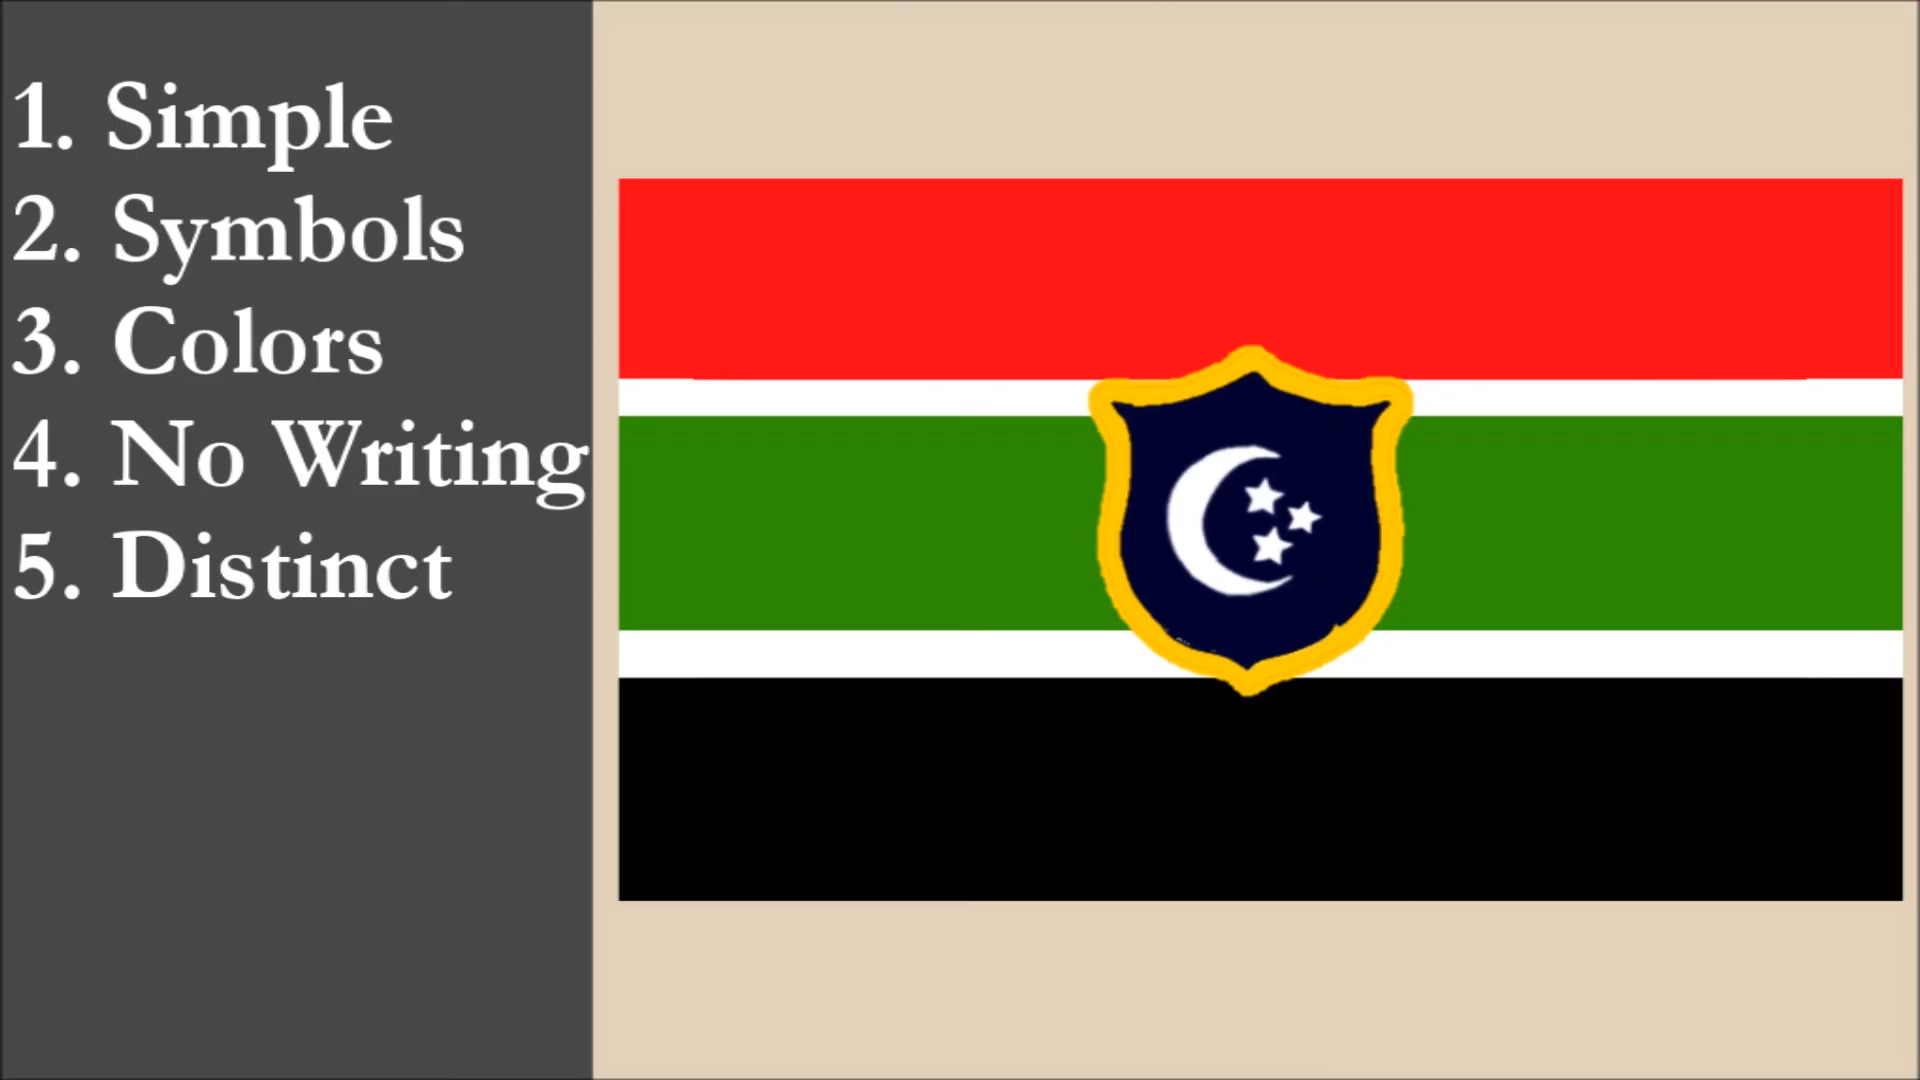 1. Simple
2. Symbols
3. Colors
4. No Writing
5. Distinct